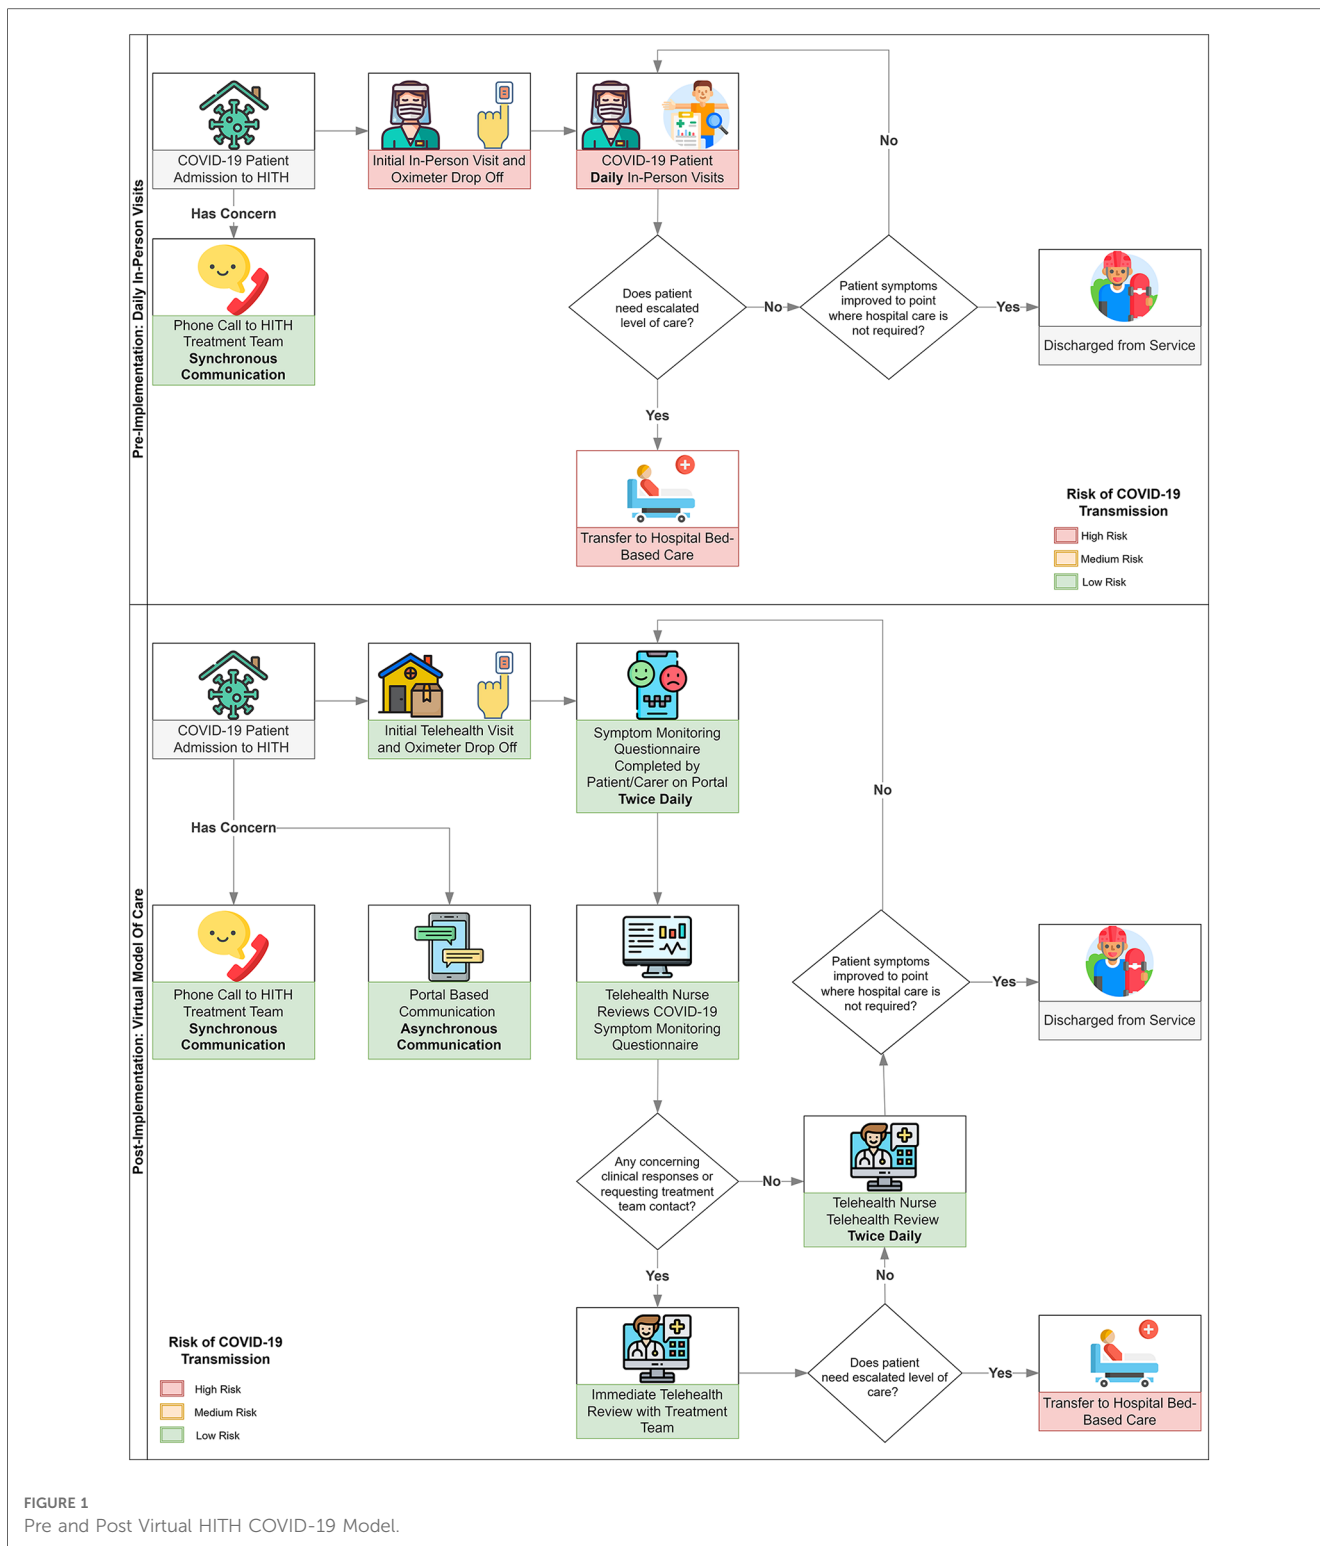 Pre-Implementation: Daily In-Person Visits
COVID-19 Patient
Admission to HITH
Initial In-Person Visit and
Oximeter Drop Off
COVID-19 Patient
Daily In-Person Visits
No
Has Concern
Phone Call to HITH
Treatment Team
Synchronous
Communication
Does patient
need escalated
level of care?
No
Patient symptoms
improved to point
where hospital care is
not required?
Yes
Discharged from Service
Yes
Transfer to Hospital Bed-
Based Care
Risk of COVID-19
Transmission
High Risk
Medium Risk
Low Risk
Post-Implementation: Virtual Model Of Care
COVID-19 Patient
Admission to HITH
Initial Telehealth Visit
and Oximeter Drop Off
Symptom Monitoring
Questionnaire
Completed by
Patient/Carer on Portal
Twice Daily
No
Has Concern
Phone Call to HITH
Treatment Team
Synchronous
Communication
Portal Based
Communication
Asynchronous
Communication
Telehealth Nurse
Reviews COVID-19
Symptom Monitoring
Questionnaire
Patient symptoms
improved to point
where hospital care is
not required?
Yes
Discharged from Service
Any concerning
clinical responses or
requesting treatment
team contact?
No
Telehealth Nurse
Telehealth Review
Twice Daily
Yes
No
Immediate Telehealth
Review with Treatment
Team
Does patient
need escalated level of
care?
Yes
Transfer to Hospital Bed-
Based Care
Risk of COVID-19
Transmission
High Risk
Medium Risk
Low Risk
FIGURE 1
Pre and Post Virtual HITH COVID-19 Model.